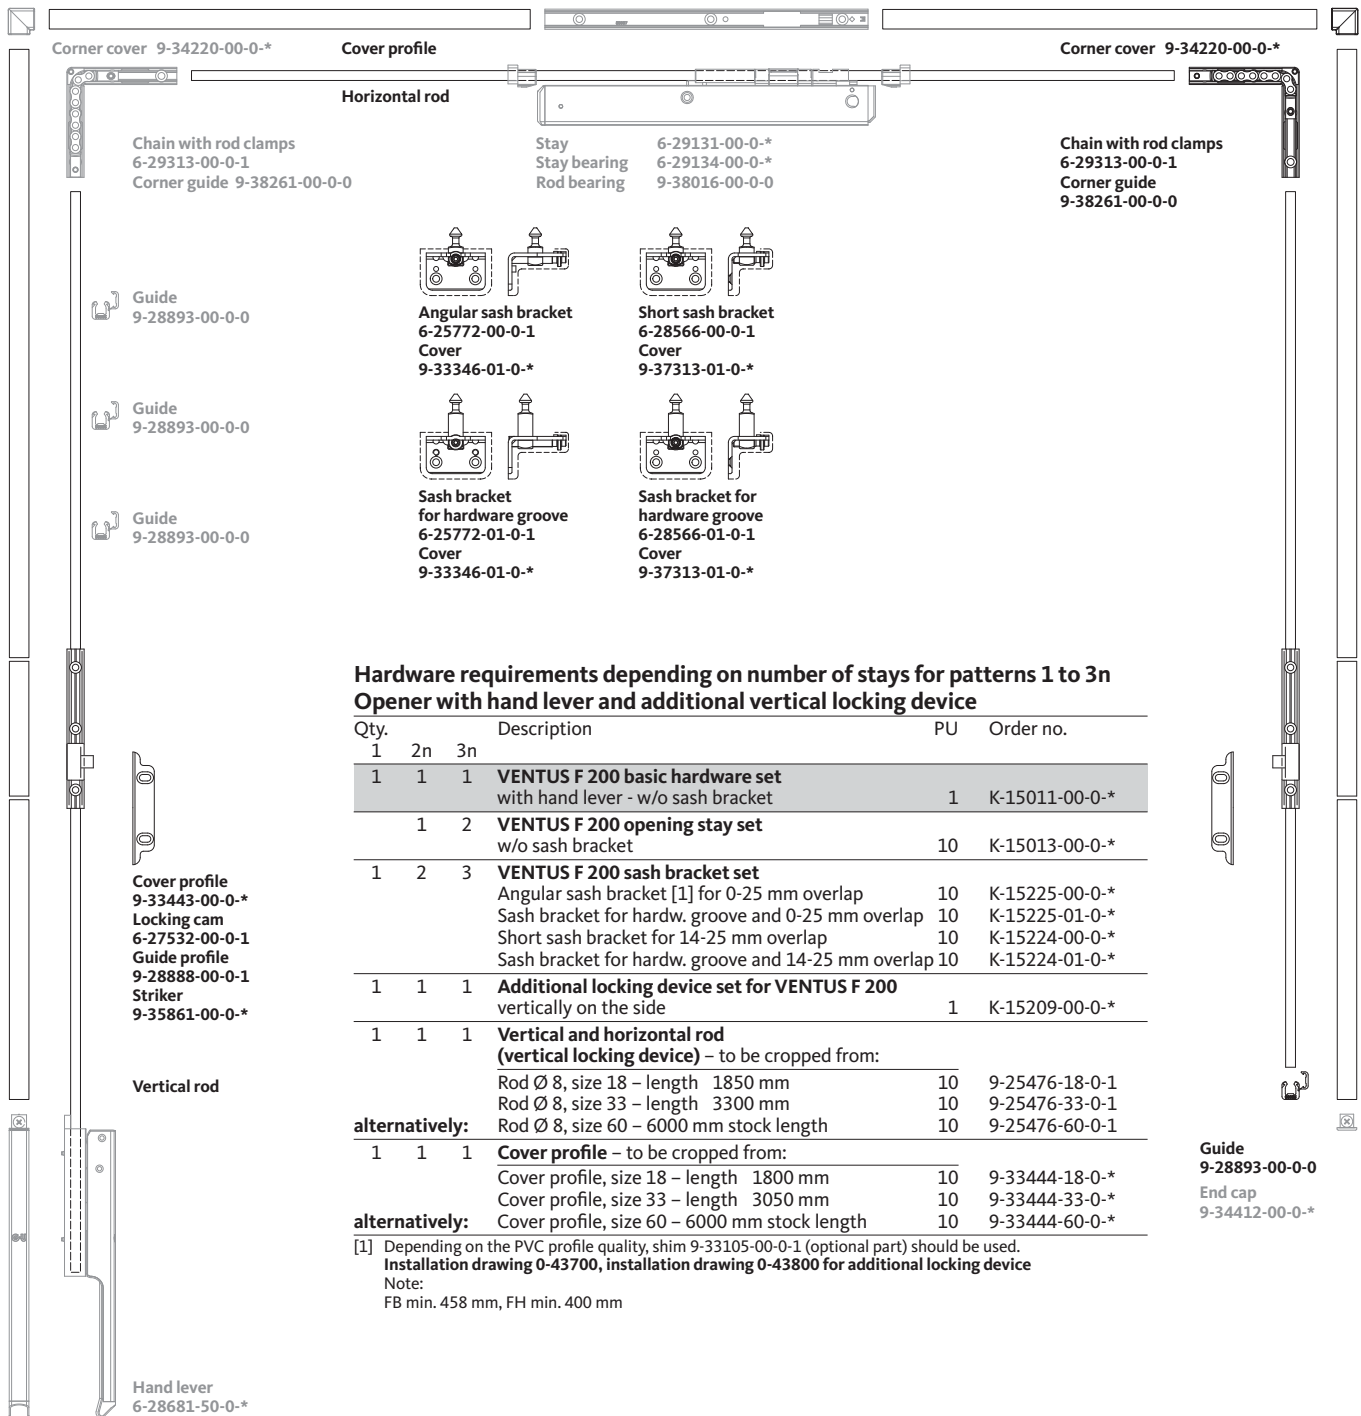 Corner cover 9-34220-00-0-*
Cover profile
Corner cover 9-34220-00-0-*
Horizontal rod
Chain with rod clamps
6-29313-00-0-1
Corner guide 9-38261-00-0-0
Stay 6-29131-00-0-*
Stay bearing 6-29134-00-0-*
Rod bearing 9-38016-00-0-0
Chain with rod clamps
6-29313-00-0-1
Corner guide
9-38261-00-0-0
Guide
9-28893-00-0-0
Angular sash bracket
6-25772-00-0-1
Cover
9-33346-01-0-*
Short sash bracket
6-28566-00-0-1
Cover
9-37313-01-0-*
Guide
9-28893-00-0-0
Sash bracket
for hardware groove
6-25772-01-0-1
Cover
9-33346-01-0-*
Sash bracket for
hardware groove
6-28566-01-0-1
Cover
9-37313-01-0-*
Guide
9-28893-00-0-0
Hardware requirements depending on number of stays for patterns 1 to 3n
Opener with hand lever and additional vertical locking device
Qty. Description PU Order no.
1 2n 3n
1 1 1 VENTUS F 200 basic hardware set
with hand lever - w/o sash bracket 1 K-15011-00-0-*
1 2 VENTUS F 200 opening stay set
w/o sash bracket 10 K-15013-00-0-*
1 2 3 VENTUS F 200 sash bracket set
Angular sash bracket [1] for 0-25 mm overlap 10 K-15225-00-0-*
Sash bracket for hardw. groove and 0-25 mm overlap 10 K-15225-01-0-*
Short sash bracket for 14-25 mm overlap 10 K-15224-00-0-*
Sash bracket for hardw. groove and 14-25 mm overlap 10 K-15224-01-0-*
1 1 1 Additional locking device set for VENTUS F 200
vertically on the side 1 K-15209-00-0-*
1 1 1 Vertical and horizontal rod
(vertical locking device) – to be cropped from:
Rod Ø 8, size 18 – length 1850 mm 10 9-25476-18-0-1
Rod Ø 8, size 33 – length 3300 mm 10 9-25476-33-0-1
alternatively: Rod Ø 8, size 60 – 6000 mm stock length 10 9-25476-60-0-1
1 1 1 Cover profile – to be cropped from:
Cover profile, size 18 – length 1800 mm 10 9-33444-18-0-*
Cover profile, size 33 – length 3050 mm 10 9-33444-33-0-*
alternatively: Cover profile, size 60 – 6000 mm stock length 10 9-33444-60-0-*
[1] Depending on the PVC profile quality, shim 9-33105-00-0-1 (optional part) should be used.
Installation drawing 0-43700, installation drawing 0-43800 for additional locking device
Note:
FB min. 458 mm, FH min. 400 mm
Cover profile
9-33443-00-0-*
Locking cam
6-27532-00-0-1
Guide profile
9-28888-00-0-1
Striker
9-35861-00-0-*
Vertical rod
Guide
9-28893-00-0-0
End cap
9-34412-00-0-*
Hand lever
6-28681-50-0-*